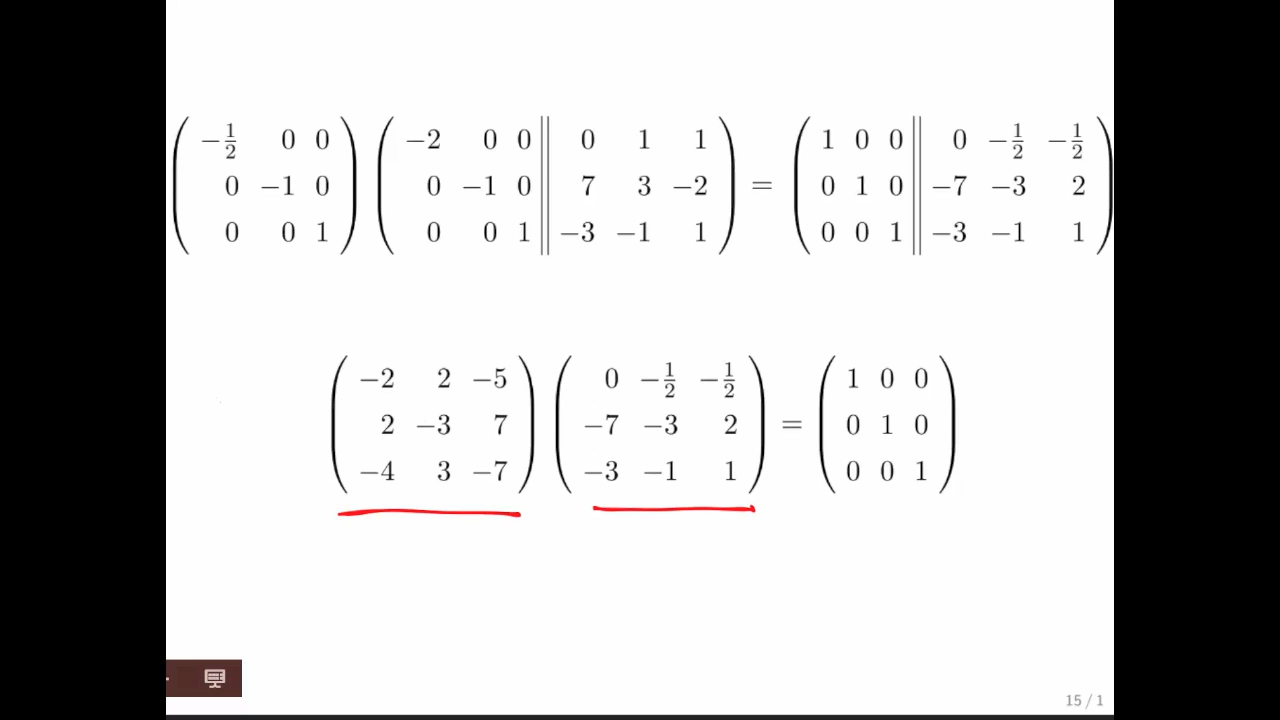 −1/2 0 0 −2 0 0 0 1 1 1 0 0 0 −1/2 −1/2
0 −1 0 0 −1 0 7 3 −2 = 0 1 0 −7 −3 2
0 0 1 0 0 1 −3 −1 1 0 0 1 −3 −1 1
−2 2 −5 0 −1/2 −1/2 1 0 0
2 −3 7 −7 −3 2 = 0 1 0
−4 3 −7 −3 −1 1 0 0 1
15 / 1